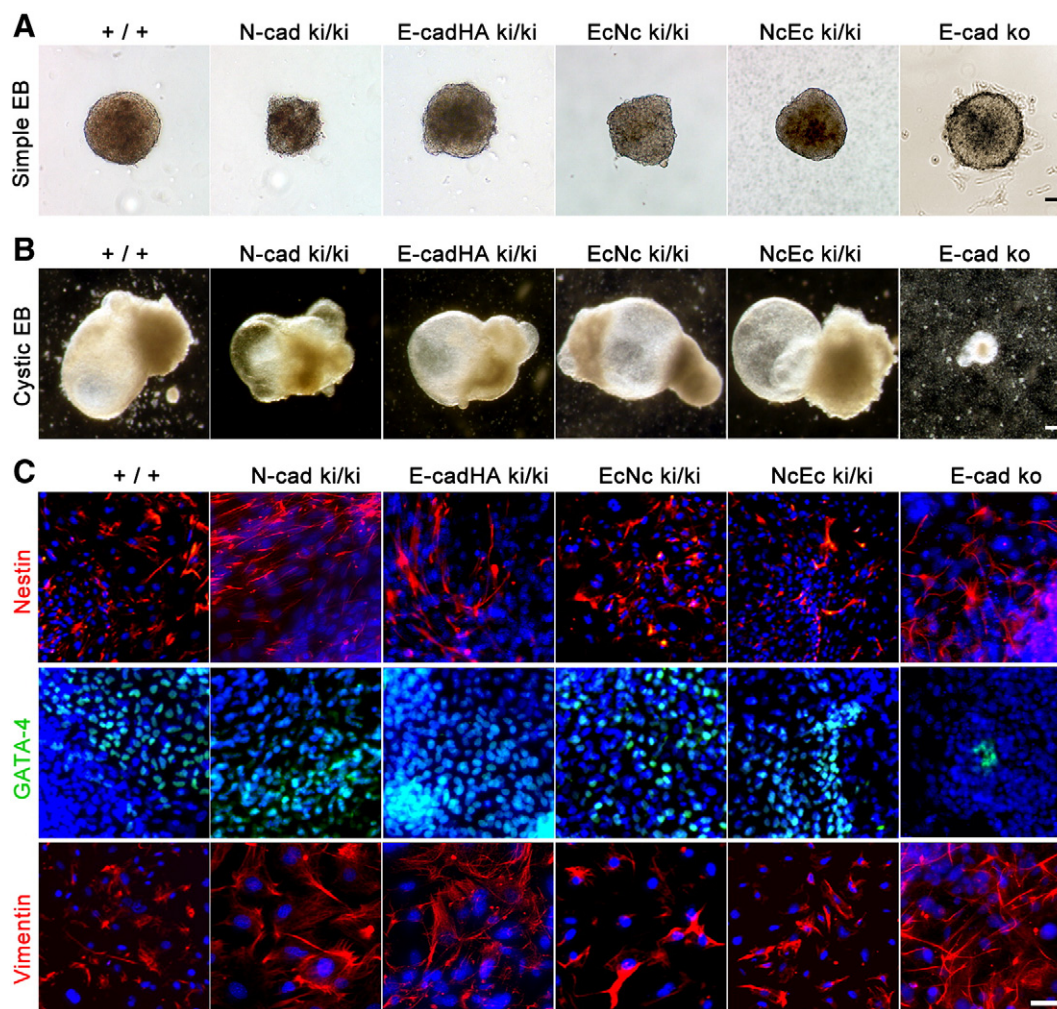 A
+ / + N-cad ki/ki E-cadHA ki/ki EcNc ki/ki NcEc ki/ki E-cad ko
Simple EB
B
+ / + N-cad ki/ki E-cadHA ki/ki EcNc ki/ki NcEc ki/ki E-cad ko
Cystic EB
C
+ / + N-cad ki/ki E-cadHA ki/ki EcNc ki/ki NcEc ki/ki E-cad ko
Nestin
GATA-4
Vimentin